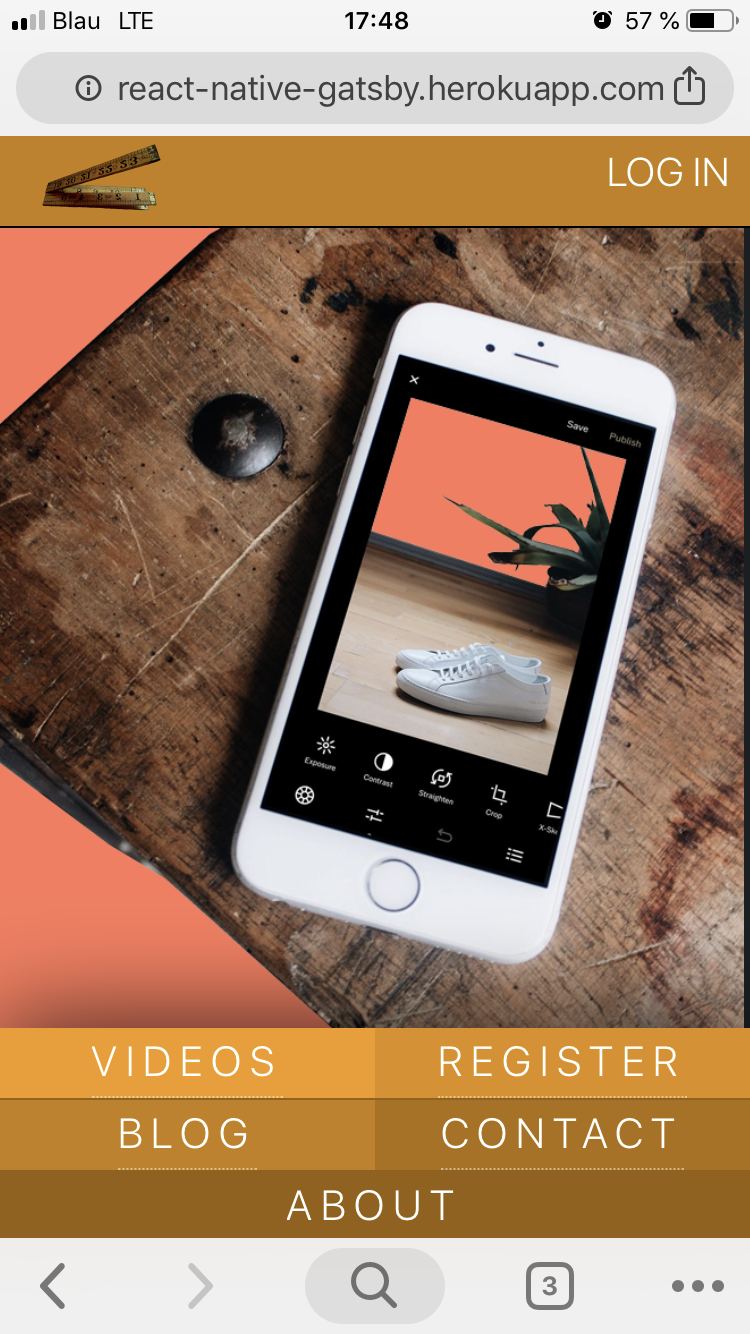 Blau LTE 17:48 57 %
react-native-gatsby.herokuapp.com
LOG IN
Save Publish
Exposure Contrast Straighten Crop
VIDEOS REGISTER
BLOG CONTACT
ABOUT
3